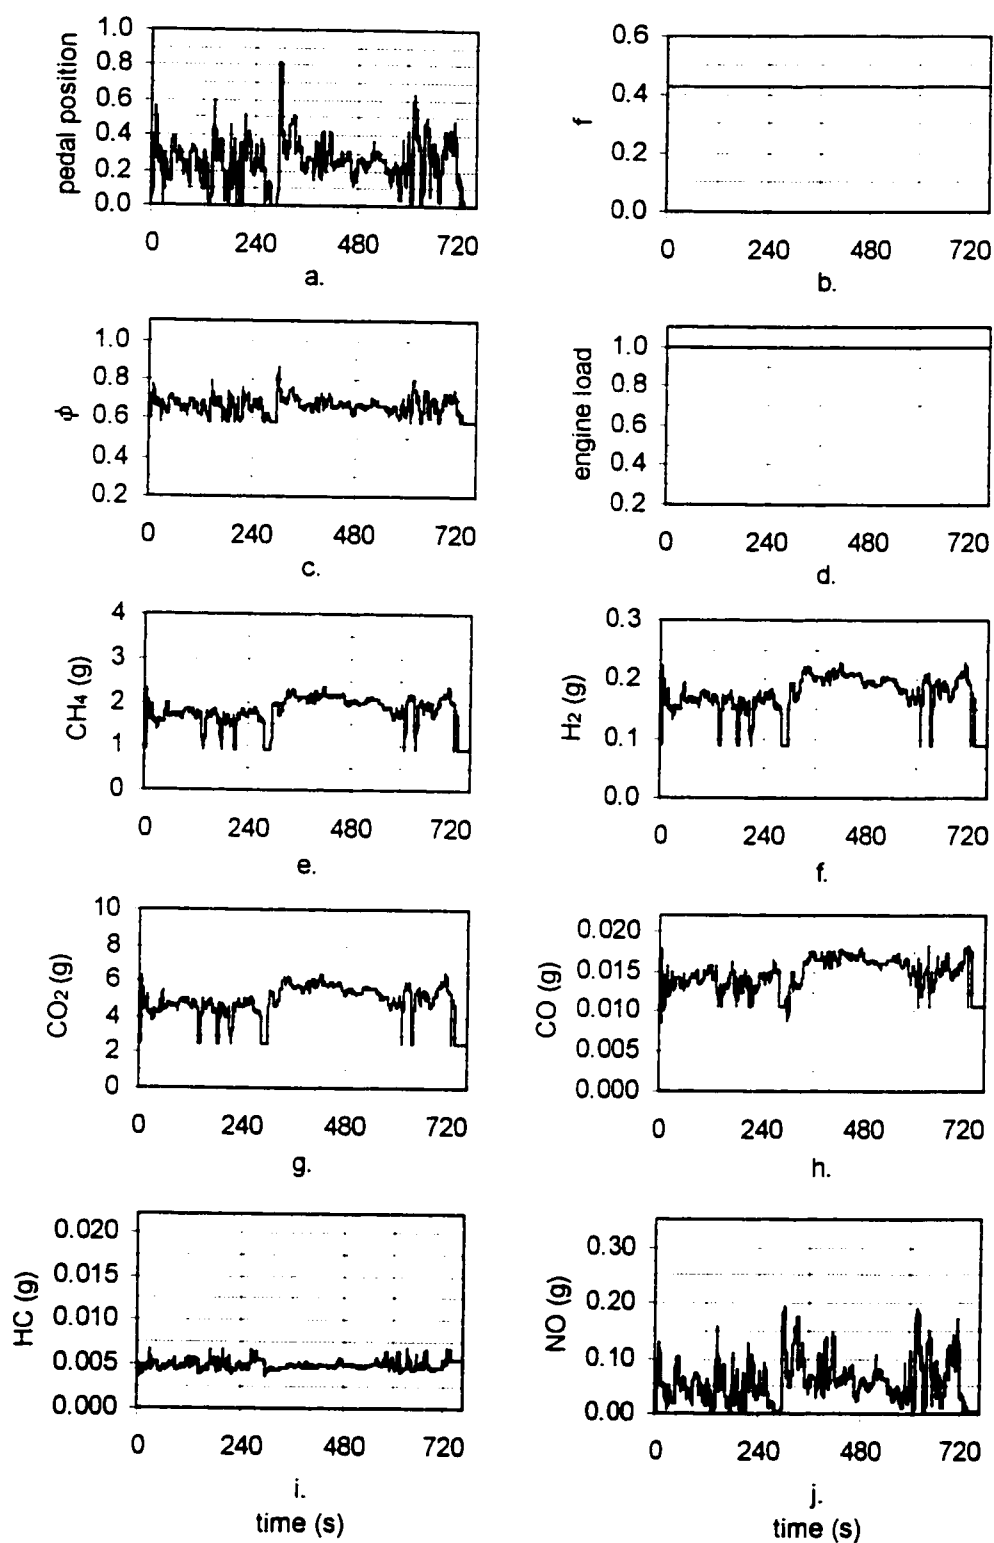 pedal position
1.0
0.8
0.6
0.4
0.2
0.0
0 240 480 720
a.
f
0.6
0.4
0.2
0.0
0 240 480 720
b.
ϕ
1.0
0.8
0.6
0.4
0.2
0 240 480 720
c.
engine load
1.0
0.8
0.6
0.4
0.2
0 240 480 720
d.
CH₄ (g)
4
3
2
1
0
0 240 480 720
e.
H₂ (g)
0.3
0.2
0.1
0.0
0 240 480 720
f.
CO₂ (g)
10
8
6
4
2
0
0 240 480 720
g.
CO (g)
0.020
0.015
0.010
0.005
0.000
0 240 480 720
h.
HC (g)
0.020
0.015
0.010
0.005
0.000
0 240 480 720
i.
time (s)
NO (g)
0.30
0.20
0.10
0.00
0 240 480 720
j.
time (s)